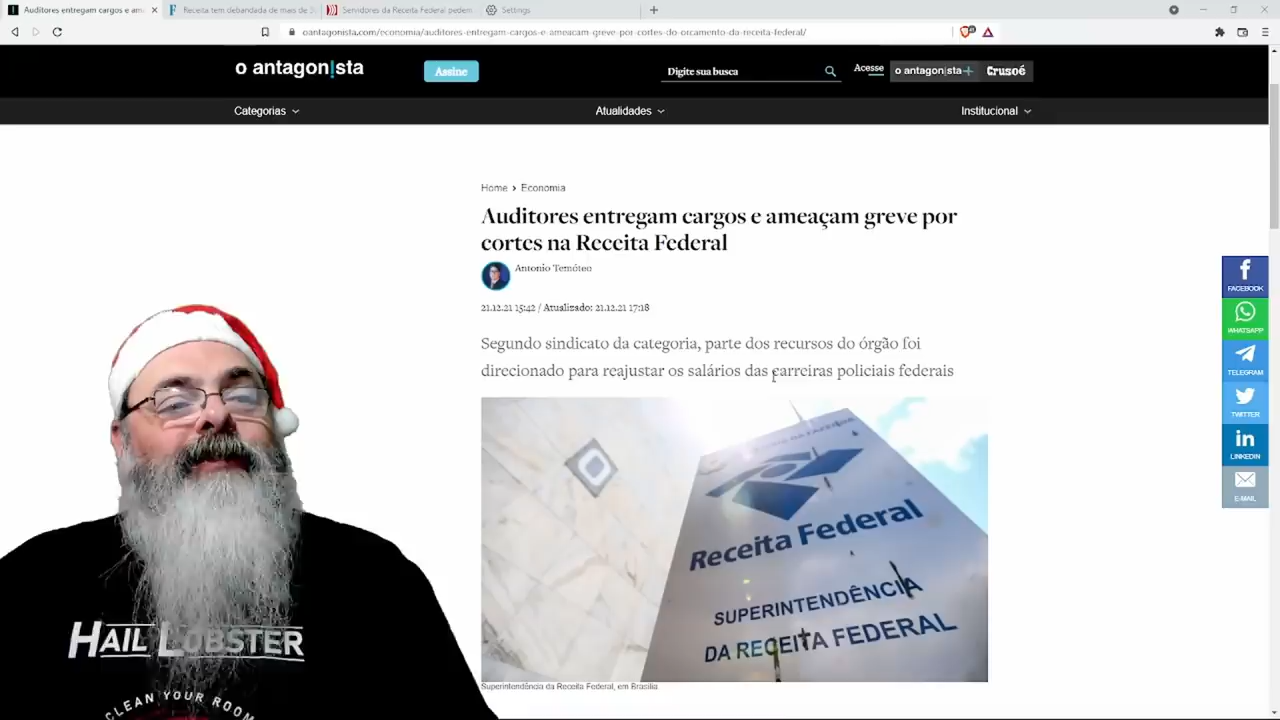 Auditores entregam cargos e am
Receita tem debandada de mais de
Servidores da Receita Federal pedem
Settings
oantagonista.com/economia/auditores-entregam-cargos-e-ameacam-greve-por-cortes-do-orcamento-da-receita-federal/
o antagon!sta
Assine
Digite sua busca
Acesse
o antagon|sta+
Crusoé
Categorias
Atualidades
Institucional
Home > Economia
Auditores entregam cargos e ameaçam greve por
cortes na Receita Federal
Antonio Temóteo
21.12.21 15:42 / Atualizado: 21.12.21 17:18
Segundo sindicato da categoria, parte dos recursos do órgão foi
direcionado para reajustar os salários das carreiras policiais federais
FACEBOOK
WHATSAPP
TELEGRAM
TWITTER
in
LINKEDIN
E-MAIL
Receita Federal
SUPERINTENDÊNCIA
DA RECEITA FEDERAL
Superintendência da Receita Federal, em Brasília
HAIL LOBSTER
CLEAN YOUR ROOM